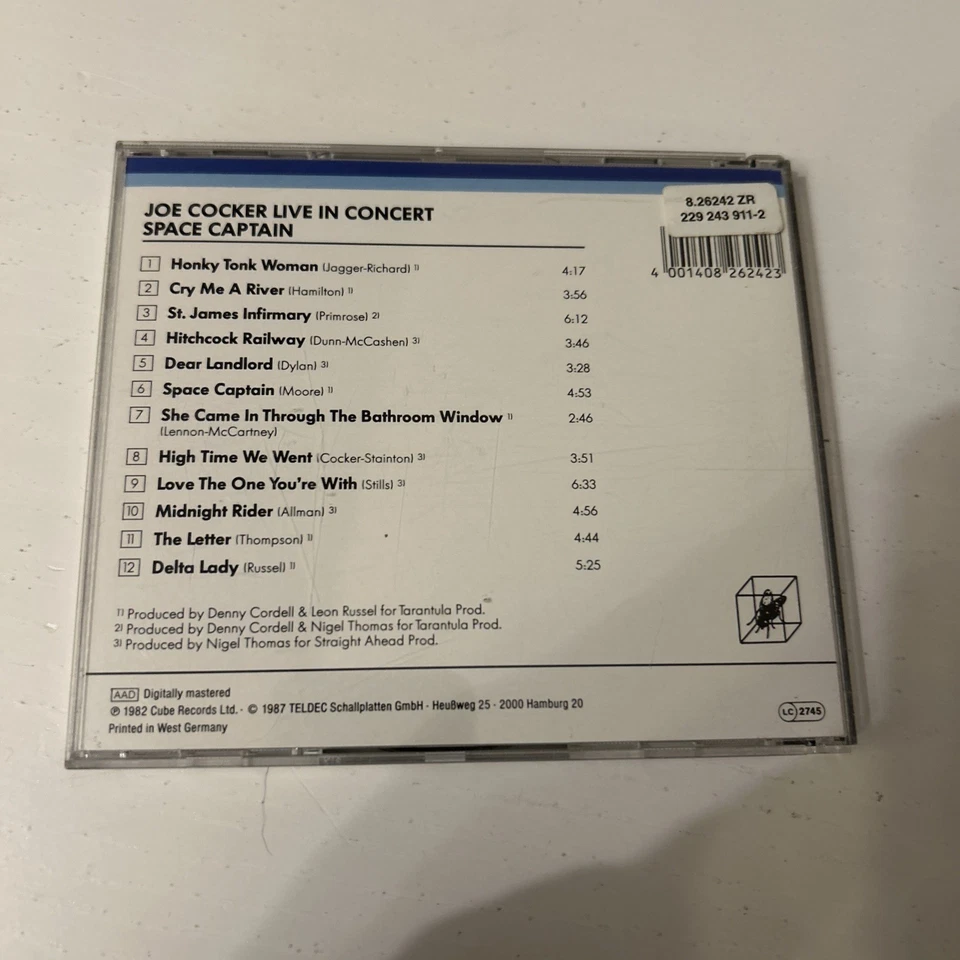 8.26242 ZR
229 243 911-2
4 001408 262423
JOE COCKER LIVE IN CONCERT
SPACE CAPTAIN
1 Honky Tonk Woman (Jagger-Richard) 1) 4:17
2 Cry Me A River (Hamilton) 1) 3:56
3 St. James Infirmary (Primrose) 2) 6:12
4 Hitchcock Railway (Dunn-McCashen) 3) 3:46
5 Dear Landlord (Dylan) 3) 3:28
6 Space Captain (Moore) 1) 4:53
7 She Came In Through The Bathroom Window 1) 2:46
(Lennon-McCartney)
8 High Time We Went (Cocker-Stainton) 3) 3:51
9 Love The One You're With (Stills) 3) 6:33
10 Midnight Rider (Allman) 3) 4:56
11 The Letter (Thompson) 1) 4:44
12 Delta Lady (Russel) 1) 5:25
1) Produced by Denny Cordell & Leon Russel for Tarantula Prod.
2) Produced by Denny Cordell & Nigel Thomas for Tarantula Prod.
3) Produced by Nigel Thomas for Straight Ahead Prod.
AAD Digitally mastered
℗ 1982 Cube Records Ltd. · © 1987 TELDEC Schallplatten GmbH · Heußweg 25 · 2000 Hamburg 20
Printed in West Germany
LC 2745